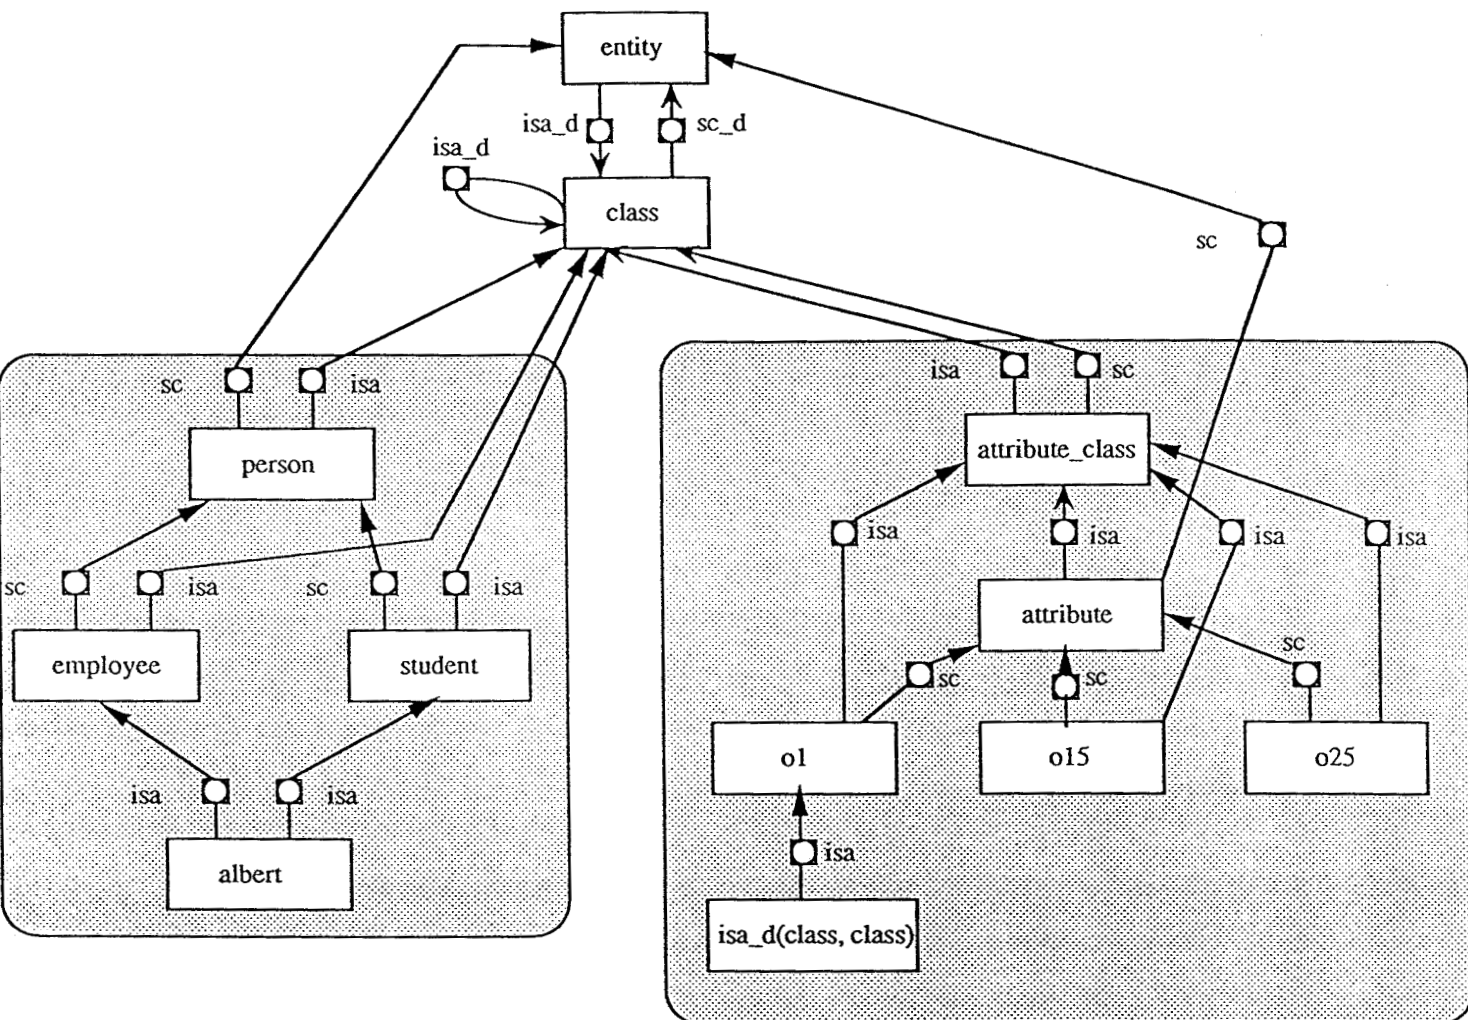 entity
isa_d
sc_d
isa_d
class
sc
sc
isa
isa
sc
person
attribute_class
isa
isa
isa
isa
sc
isa
sc
isa
attribute
employee
student
sc
sc
sc
o1
o15
o25
isa
isa
isa
albert
isa_d(class, class)